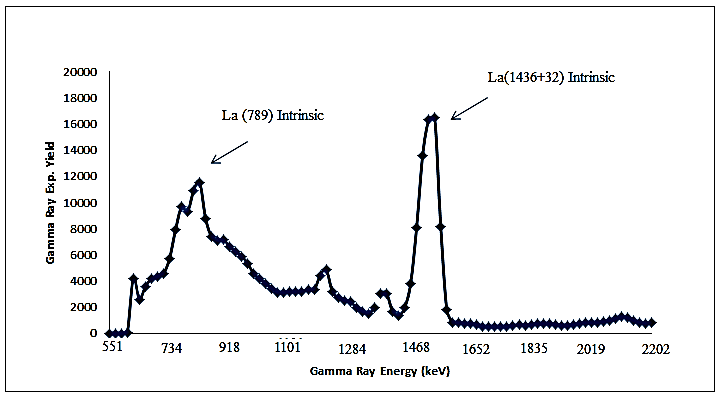 La(1436+32) Intrinsic
La (789) Intrinsic
20000
18000
16000
14000
12000
10000
8000
6000
4000
2000
0
Gamma Ray Exp. Yield
551 734 918 1101 1284 1468 1652 1835 2019 2202
Gamma Ray Energy (keV)